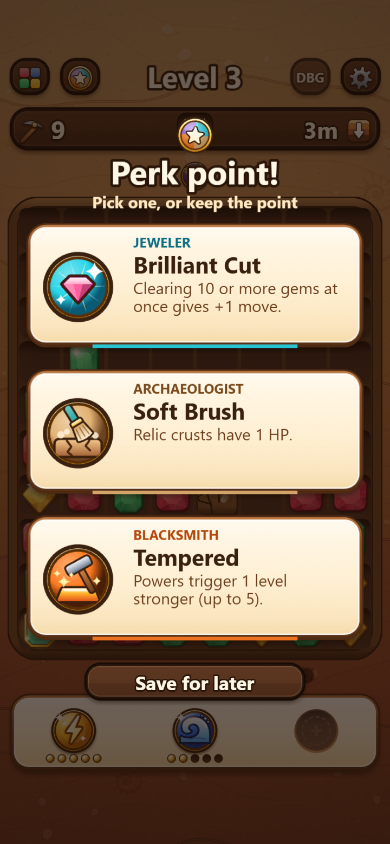 Level 3
DBG
9
3m
Perk point!
Pick one, or keep the point
JEWELER
Brilliant Cut
Clearing 10 or more gems at
once gives +1 move.
ARCHAEOLOGIST
Soft Brush
Relic crusts have 1 HP.
BLACKSMITH
Tempered
Powers trigger 1 level
stronger (up to 5).
Save for later